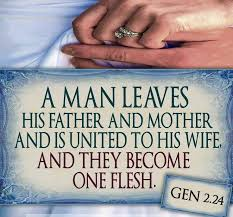 A MAN LEAVES
HIS FATHER AND MOTHER
AND IS UNITED TO HIS WIFE,
AND THEY BECOME
ONE FLESH.
GEN 2.24